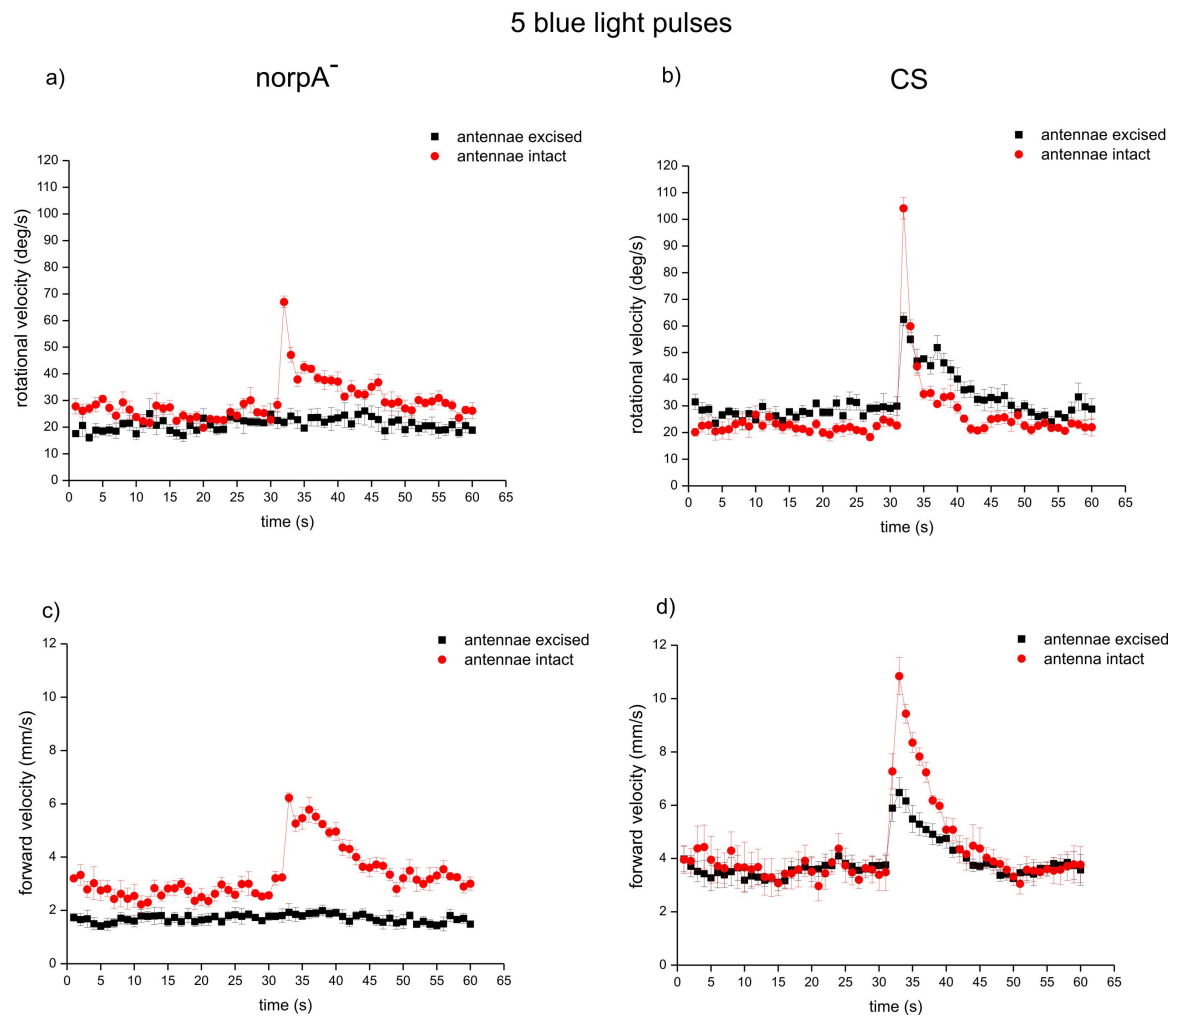 5 blue light pulses
a)
norpA-
antennae excised
antennae intact
120
110
100
90
80
70
60
50
40
30
20
10
0
rotational velocity (deg/s)
0 5 10 15 20 25 30 35 40 45 50 55 60 65
time (s)
b)
CS
antennae excised
antennae intact
120
110
100
90
80
70
60
50
40
30
20
10
0
rotational velocity (deg/s)
0 5 10 15 20 25 30 35 40 45 50 55 60 65
time (s)
c)
antennae excised
antennae intact
12
10
8
6
4
2
0
forward velocity (mm/s)
0 5 10 15 20 25 30 35 40 45 50 55 60 65
time (s)
d)
antennae excised
antenna intact
12
10
8
6
4
2
0
forward velocity (mm/s)
0 5 10 15 20 25 30 35 40 45 50 55 60 65
time (s)